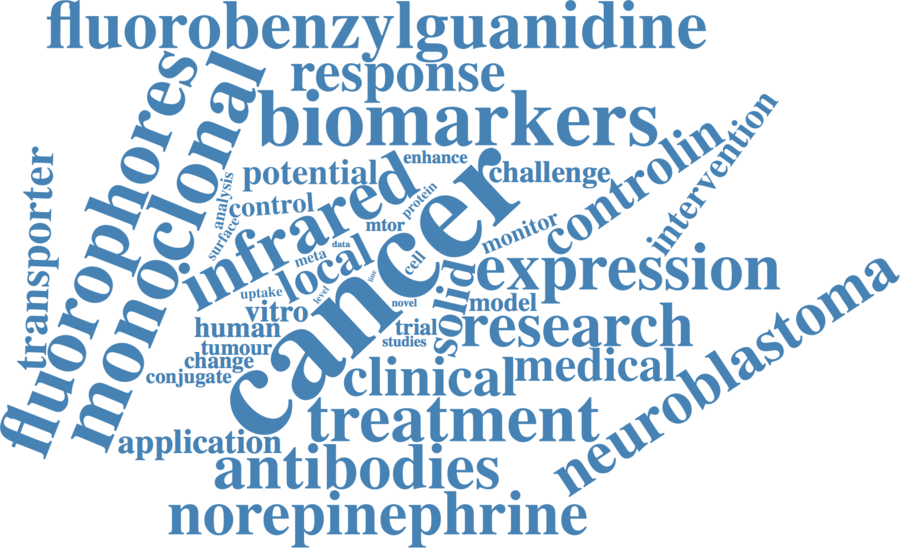 fluorobenzylguanidine
response
biomarkers
fluorophores
monoclonal
transporter
potential
enhance
challenge
controlin
intervention
analysis
surface
control
infrared
mtor
protein
monitor
cancer
data
meta
local
cell
line
solid
expression
uptake
level
novel
model
vitro
human
trial
research
studies
tumour
change
conjugate
clinical
medical
neuroblastoma
treatment
application
antibodies
norepinephrine